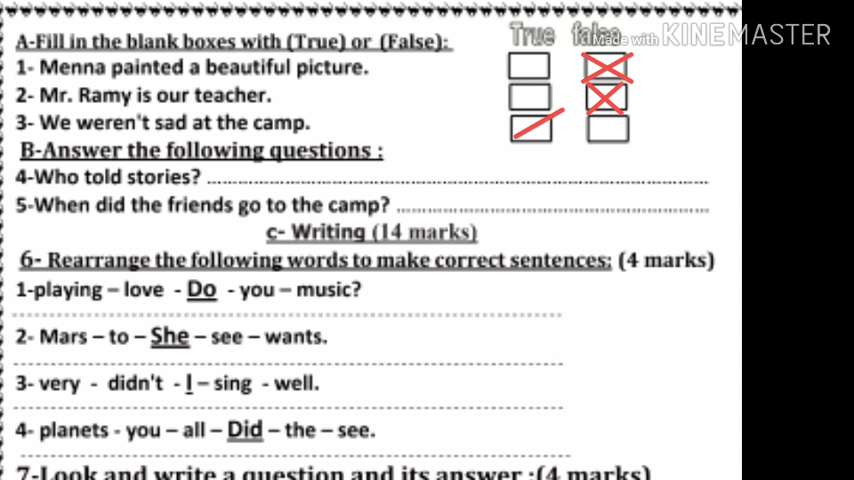 True false Made with KINEMASTER
A-Fill in the blank boxes with (True) or (False):
1- Menna painted a beautiful picture.
2- Mr. Ramy is our teacher.
3- We weren't sad at the camp.
B-Answer the following questions :
4-Who told stories? ........................................................
5-When did the friends go to the camp? ........................................................
c- Writing (14 marks)
6- Rearrange the following words to make correct sentences: (4 marks)
1-playing – love - Do - you – music?
2- Mars – to – She – see – wants.
3- very - didn't - I – sing - well.
4- planets - you – all – Did – the – see.
7-Look and write a question and its answer :(4 marks)